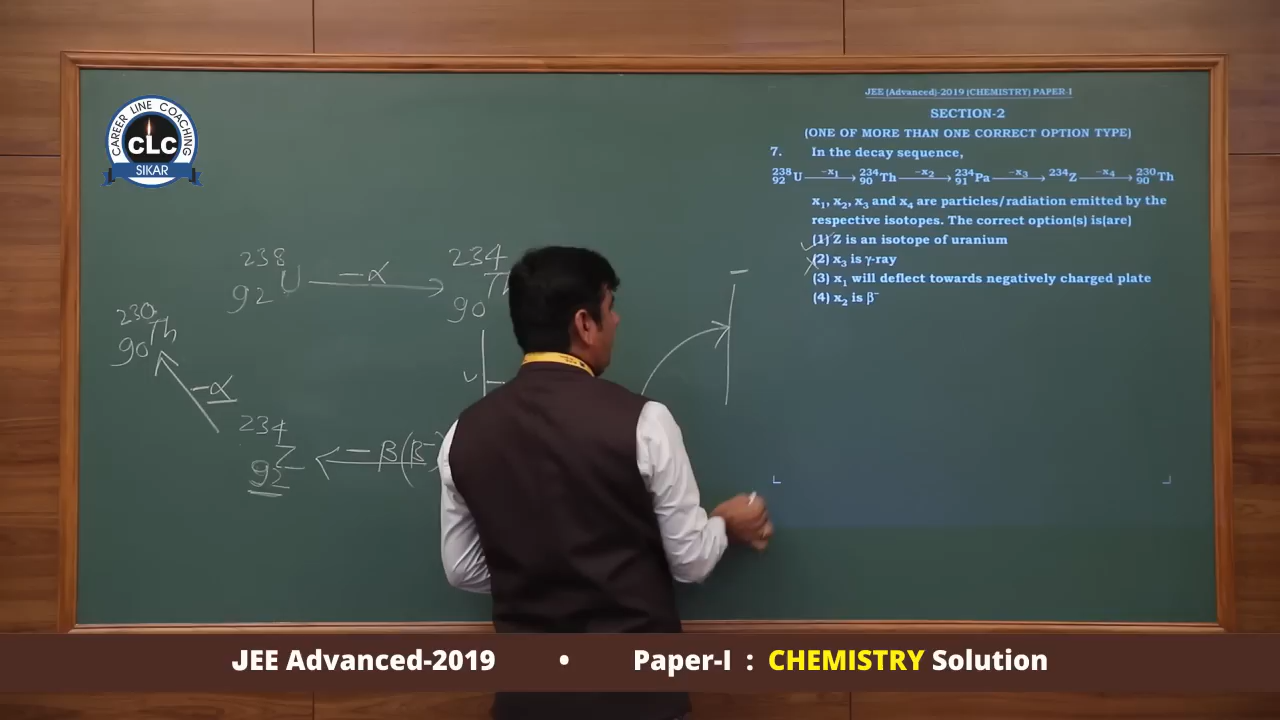 CAREER LINE COACHING
CLC
SIKAR
JEE (Advanced)-2019 (CHEMISTRY) PAPER-I
SECTION-2
(ONE OF MORE THAN ONE CORRECT OPTION TYPE)
7. In the decay sequence,
²³⁸₉₂U —−x₁→ ²³⁴₉₀Th —−x₂→ ²³⁴₉₁Pa —−x₃→ ²³⁴Z —−x₄→ ²³⁰₉₀Th
x₁, x₂, x₃ and x₄ are particles/radiation emitted by the
respective isotopes. The correct option(s) is(are)
(1) Z is an isotope of uranium
(2) x₃ is γ-ray
(3) x₁ will deflect towards negatively charged plate
(4) x₂ is β⁻
²³⁸₉₂U —−α→ ²³⁴₉₀Th
²³⁰₉₀Th
−α
²³⁴₉₂Z ← −β(β⁻
−
JEE Advanced-2019 • Paper-I : CHEMISTRY Solution